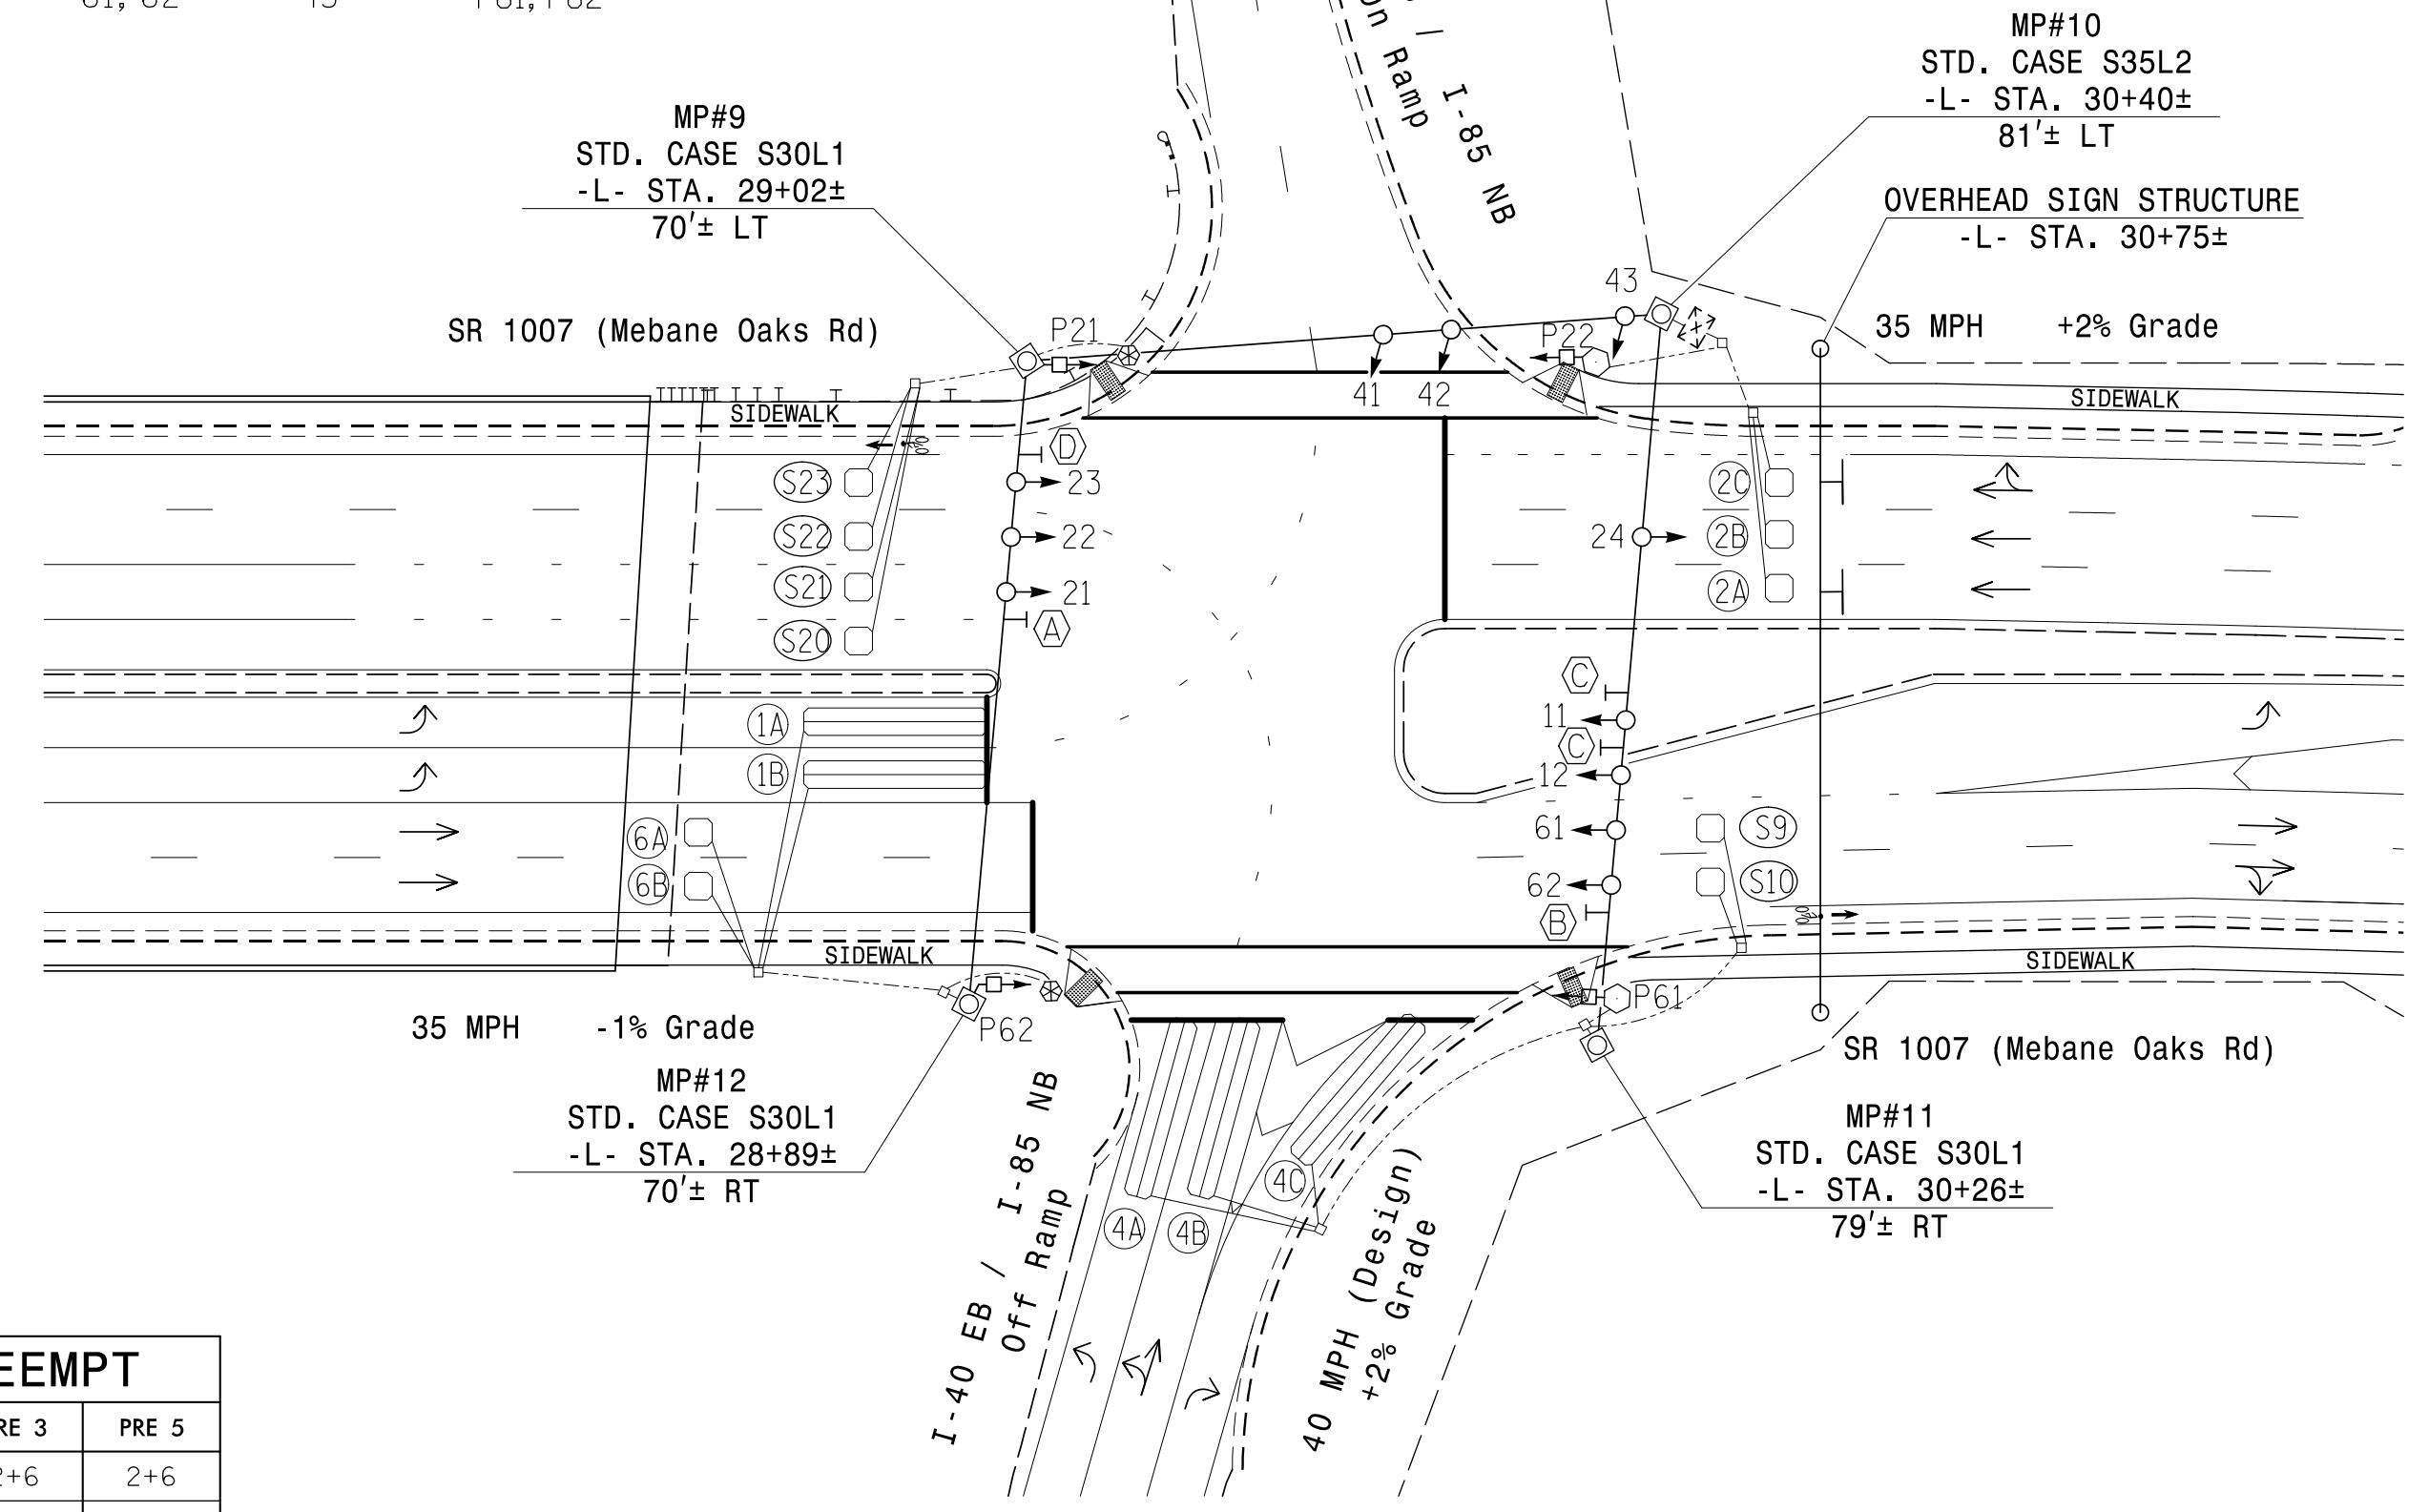 MP#10
STD. CASE S35L2
-L- STA. 30+40±
81'± LT
MP#9
STD. CASE S30L1
-L- STA. 29+02±
70'± LT
On Ramp
I-85 NB
OVERHEAD SIGN STRUCTURE
-L- STA. 30+75±
SR 1007 (Mebane Oaks Rd)
P21
43
P22
35 MPH +2% Grade
41
42
SIDEWALK
SIDEWALK
D
S23
23
2C
S22
22
24
2B
S21
21
2A
S20
A
C
1A
11
C
1B
12
6A
61
S9
6B
62
S10
B
SIDEWALK
SIDEWALK
P62
P61
35 MPH -1% Grade
SR 1007 (Mebane Oaks Rd)
MP#12
STD. CASE S30L1
-L- STA. 28+89±
70'± RT
MP#11
STD. CASE S30L1
-L- STA. 30+26±
79'± RT
4A
4B
4C
I-40 EB / I-85 NB
Off Ramp
40 MPH (Design)
+2% Grade
EEMPT
RE 3
PRE 5
2+6
2+6